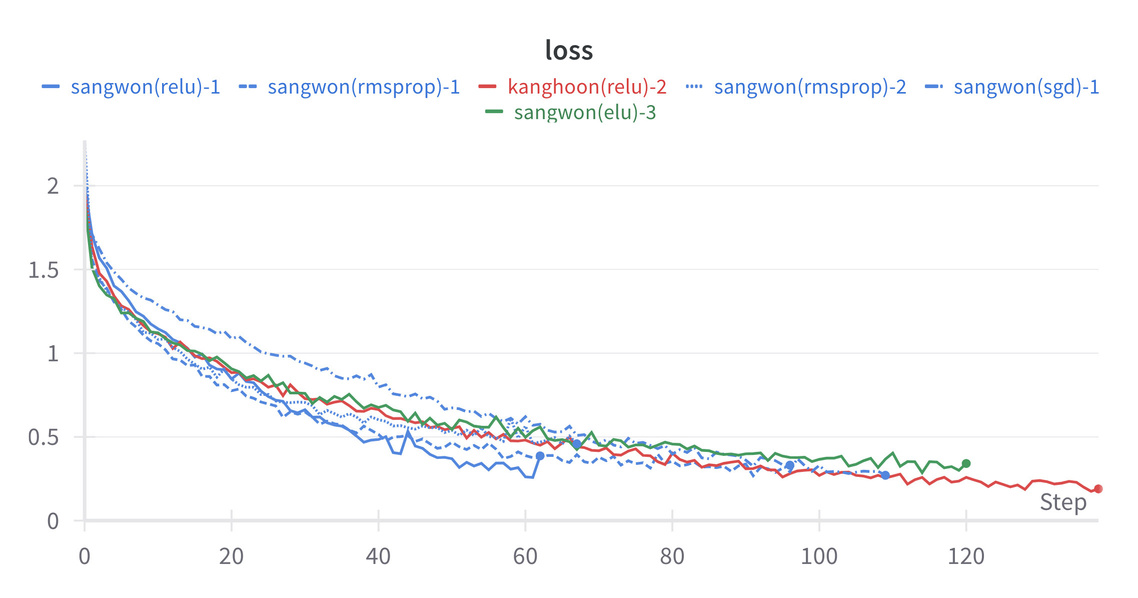 loss
sangwon(relu)-1 sangwon(rmsprop)-1 kanghoon(relu)-2 sangwon(rmsprop)-2 sangwon(sgd)-1
sangwon(elu)-3
2
1.5
1
0.5
0
Step
0 20 40 60 80 100 120